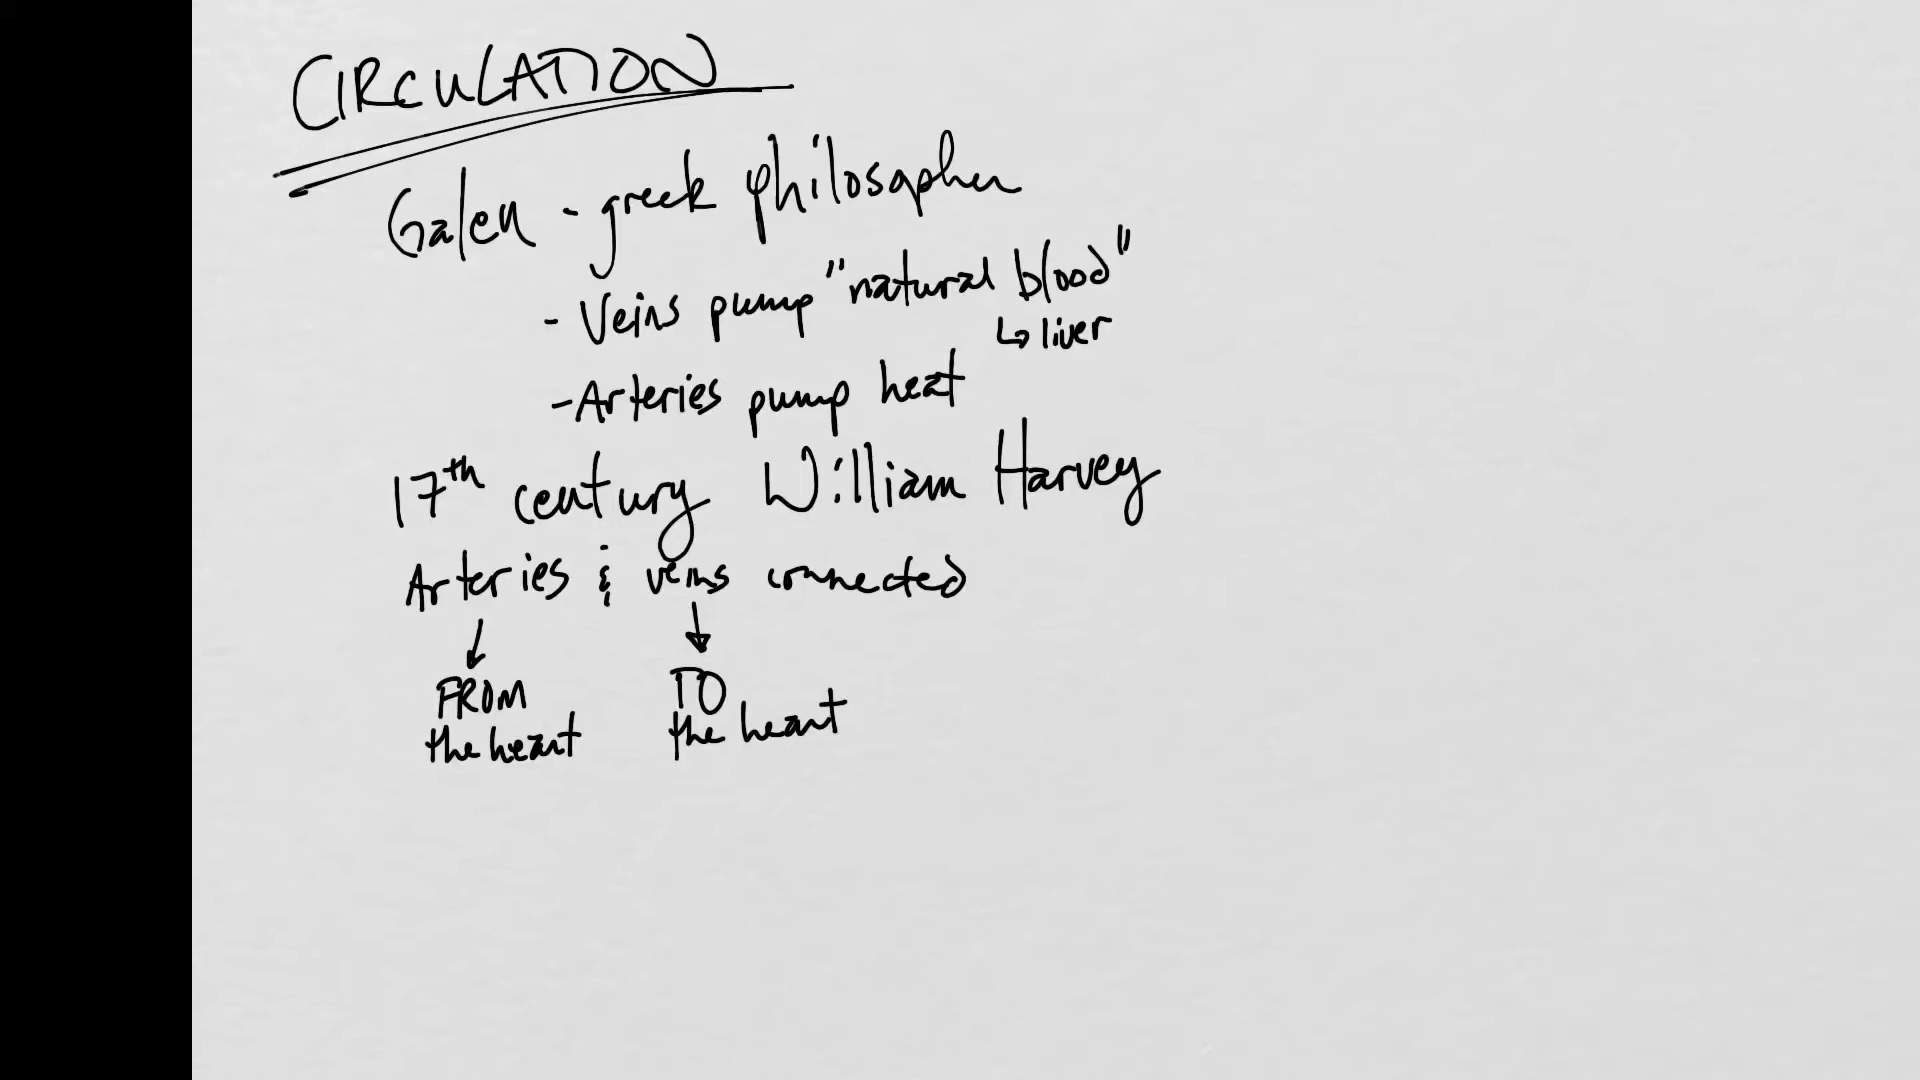 CIRCULATION
Galen - greek philosopher
- Veins pump "natural blood"
↳ liver
- Arteries pump heat
17th century William Harvey
Arteries & veins connected
↓ ↓
FROM TO
the heart the heart